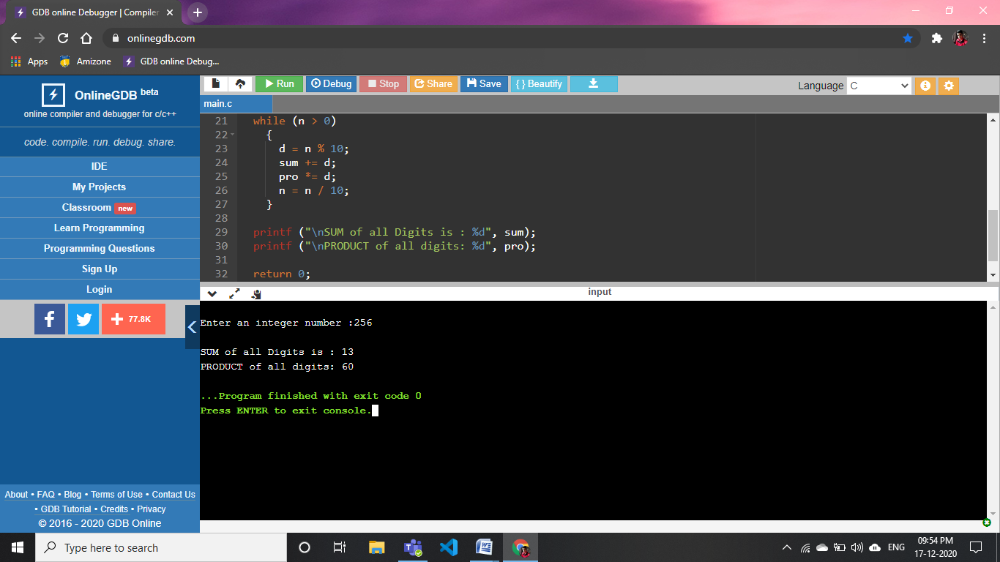 GDB online Debugger | Compiler
onlinegdb.com
Apps Amizone GDB online Debug...
OnlineGDB beta
online compiler and debugger for c/c++
code. compile. run. debug. share.
IDE
My Projects
Classroom new
Learn Programming
Programming Questions
Sign Up
Login
77.8K
About • FAQ • Blog • Terms of Use • Contact Us
• GDB Tutorial • Credits • Privacy
© 2016 - 2020 GDB Online
Run Debug Stop Share Save { } Beautify Language C
main.c
21 while (n > 0)
22 {
23 d = n % 10;
24 sum += d;
25 pro *= d;
26 n = n / 10;
27 }
28
29 printf ("\nSUM of all Digits is : %d", sum);
30 printf ("\nPRODUCT of all digits: %d", pro);
31
32 return 0;
input
Enter an integer number :256
SUM of all Digits is : 13
PRODUCT of all digits: 60
...Program finished with exit code 0
Press ENTER to exit console.
Type here to search
ENG
09:54 PM
17-12-2020